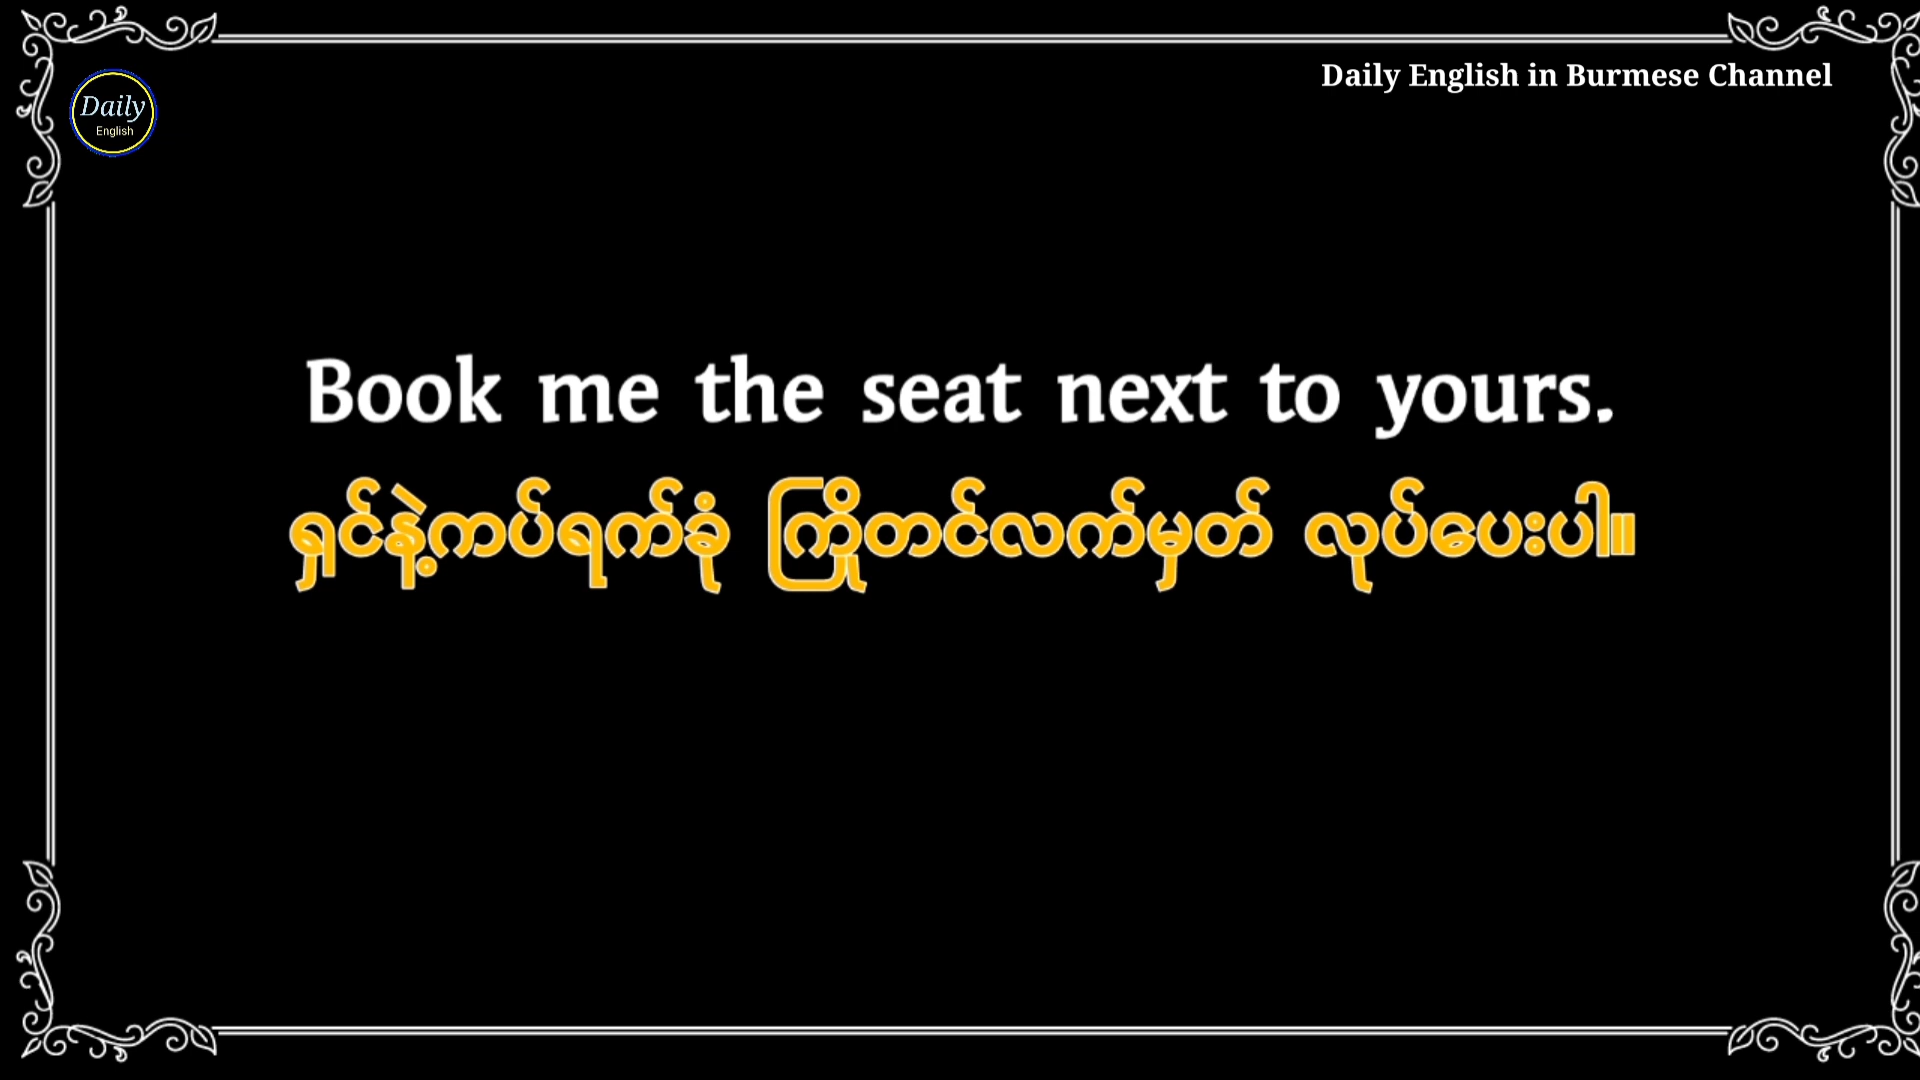 Daily English in Burmese Channel
Daily
English
Book me the seat next to yours.
ရှင်နဲ့ကပ်ရက်ခုံ ကြိုတင်လက်မှတ် လုပ်ပေးပါ။